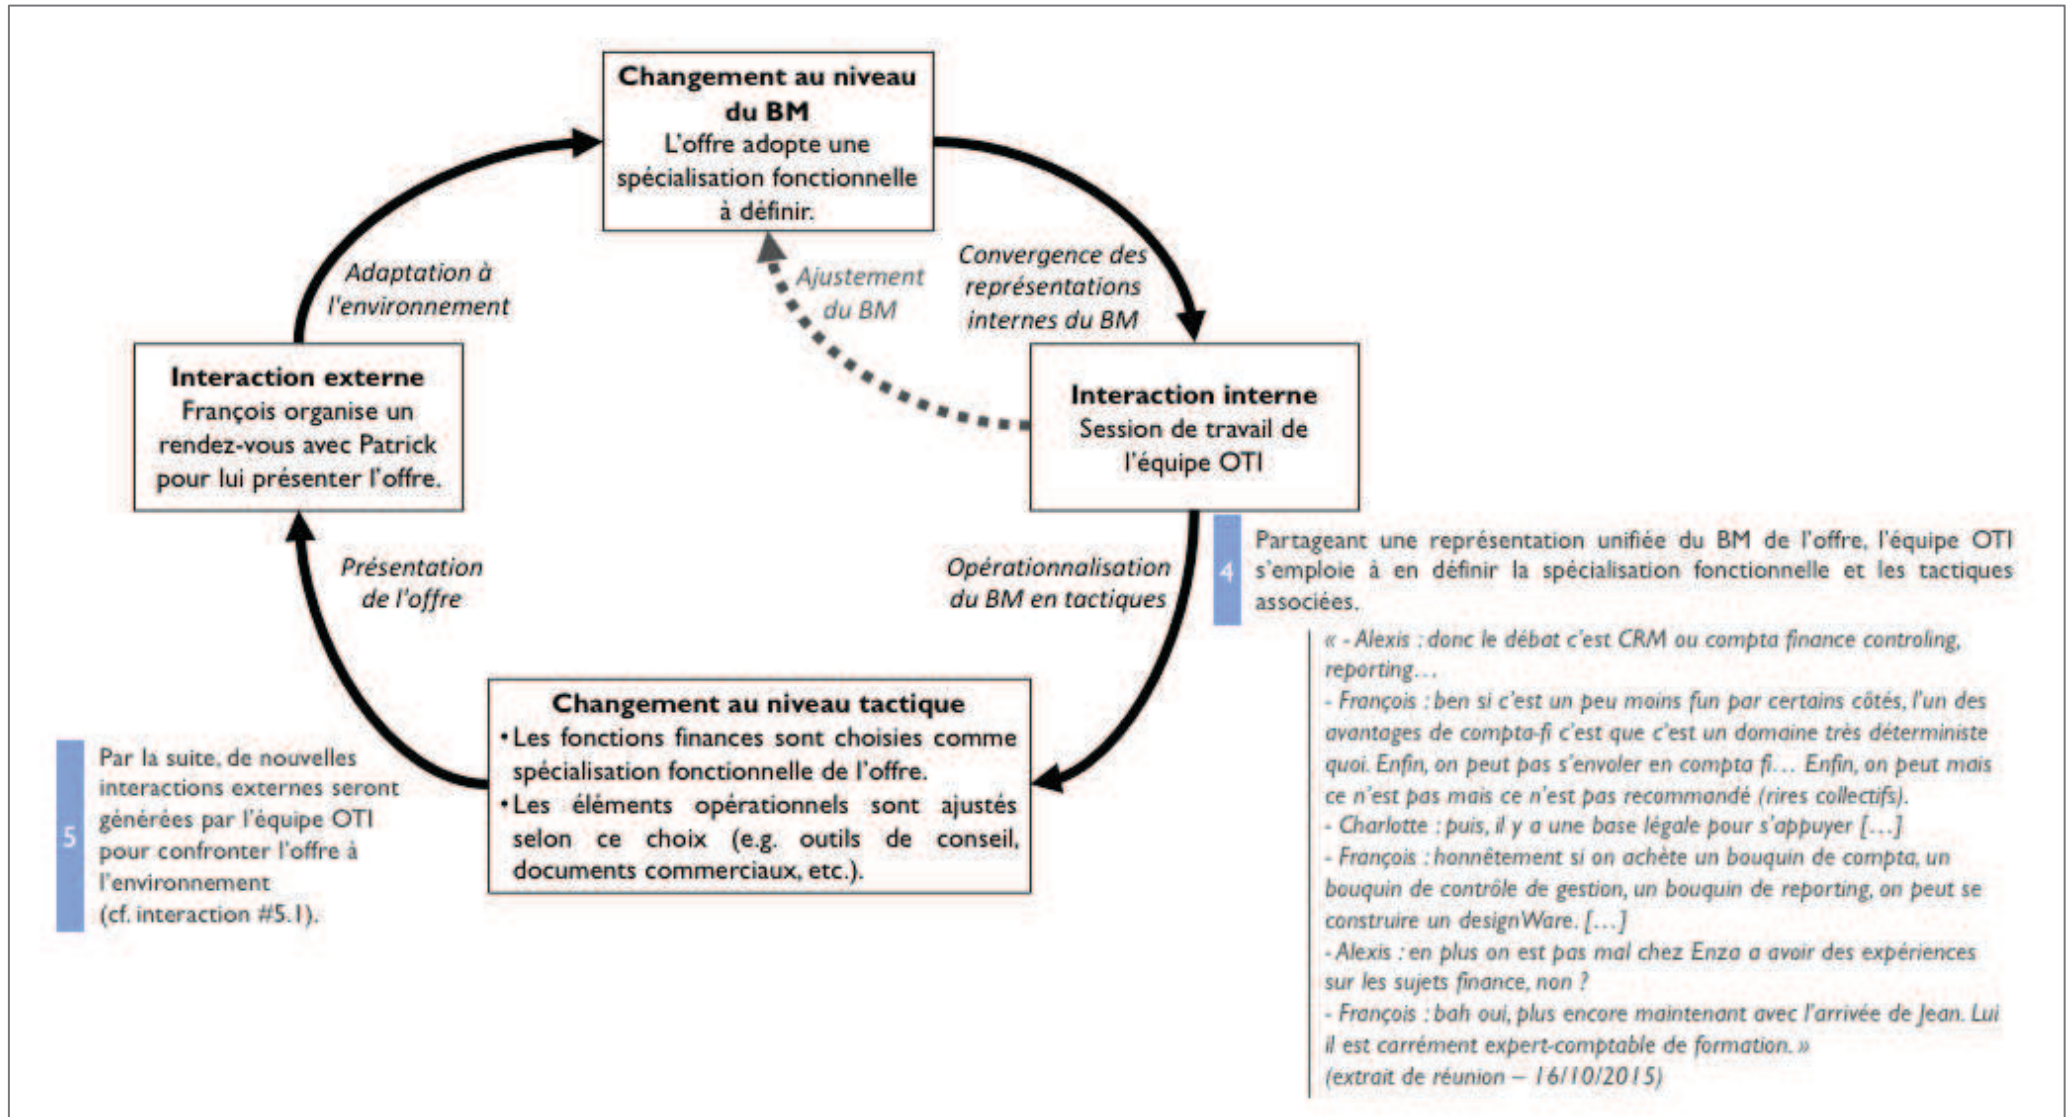 Changement au niveau
du BM
L'offre adopte une
spécialisation fonctionnelle
à définir.
Adaptation à
l'environnement
Ajustement
du BM
Convergence des
représentations
internes du BM
Interaction externe
François organise un
rendez-vous avec Patrick
pour lui présenter l'offre.
Interaction interne
Session de travail de
l'équipe OTI
Présentation
de l'offre
Opérationnalisation
du BM en tactiques
4
Partageant une représentation unifiée du BM de l'offre, l'équipe OTI
s'emploie à en définir la spécialisation fonctionnelle et les tactiques
associées.
« - Alexis : donc le débat c'est CRM ou compta finance controling,
reporting…
- François : ben si c'est un peu moins fun par certains côtés, l'un des
avantages de compta-fi c'est que c'est un domaine très déterministe
quoi. Enfin, on peut pas s'envoler en compta fi… Enfin, on peut mais
ce n'est pas mais ce n'est pas recommandé (rires collectifs).
- Charlotte : puis, il y a une base légale pour s'appuyer […]
- François : honnêtement si on achète un bouquin de compta, un
bouquin de contrôle de gestion, un bouquin de reporting, on peut se
construire un designWare. […]
- Alexis : en plus on est pas mal chez Enza a avoir des expériences
sur les sujets finance, non ?
- François : bah oui, plus encore maintenant avec l'arrivée de Jean. Lui
il est carrément expert-comptable de formation. »
(extrait de réunion – 16/10/2015)
Changement au niveau tactique
• Les fonctions finances sont choisies comme
spécialisation fonctionnelle de l'offre.
• Les éléments opérationnels sont ajustés
selon ce choix (e.g. outils de conseil,
documents commerciaux, etc.).
5
Par la suite, de nouvelles
interactions externes seront
générées par l'équipe OTI
pour confronter l'offre à
l'environnement
(cf. interaction #5.1).